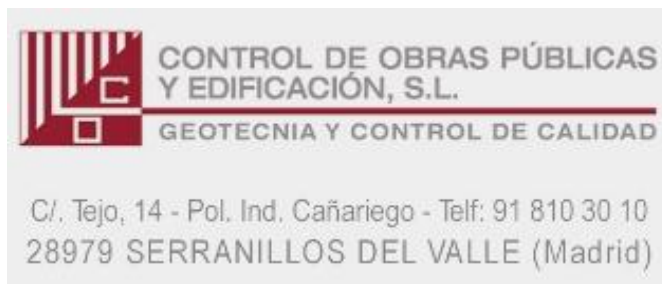 CONTROL DE OBRAS PÚBLICAS
Y EDIFICACIÓN, S.L.
GEOTECNIA Y CONTROL DE CALIDAD
CO
C/. Tejo, 14 - Pol. Ind. Cañariego - Telf: 91 810 30 10
28979 SERRANILLOS DEL VALLE (Madrid)